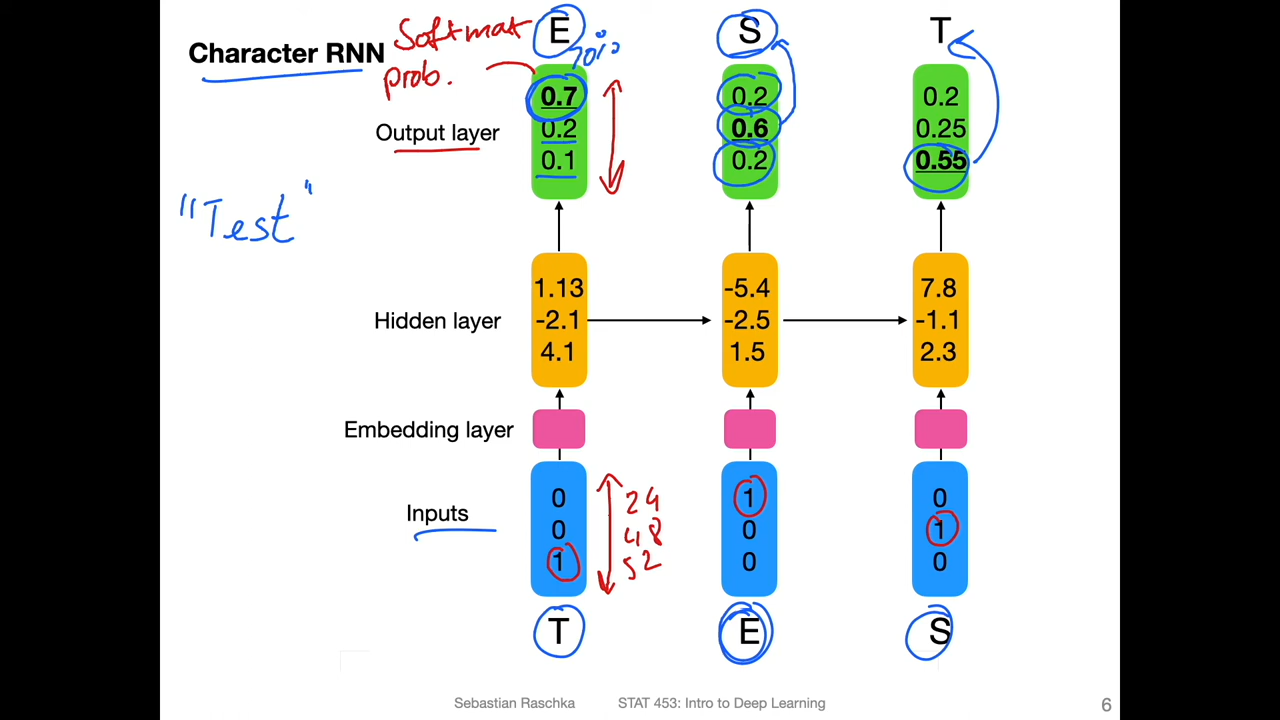 Softmax
prob.
E
S
T
70%
Character RNN
Output layer
0.7
0.2
0.1
0.2
0.6
0.2
0.2
0.25
0.55
"Test"
Hidden layer
1.13
-2.1
4.1
-5.4
-2.5
1.5
7.8
-1.1
2.3
Embedding layer
Inputs
0
0
1
24
48
52
1
0
0
0
1
0
T
E
S
Sebastian Raschka
STAT 453: Intro to Deep Learning
6